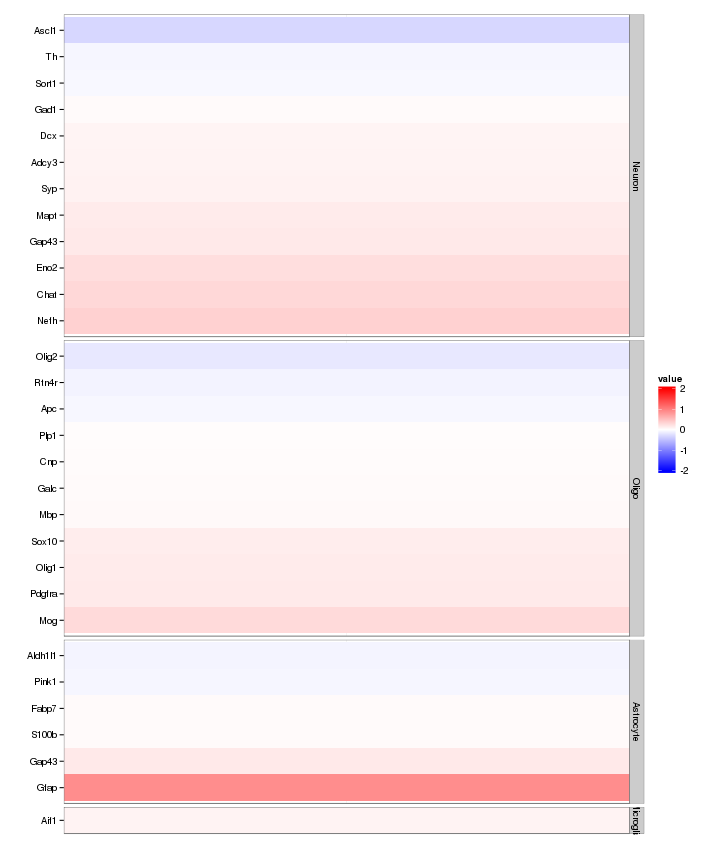 Ascl1
Th
Sort1
Gad1
Dcx
Adcy3
Syp
Mapt
Gap43
Eno2
Chat
Nefh
Neuron
Olig2
Rtn4r
Apc
Plp1
Cnp
Galc
Mbp
Sox10
Olig1
Pdgfra
Mog
Oligo
Aldh1l1
Pink1
Fabp7
S100b
Gap43
Gfap
Astrocyte
Aif1
value
2
1
0
-1
-2